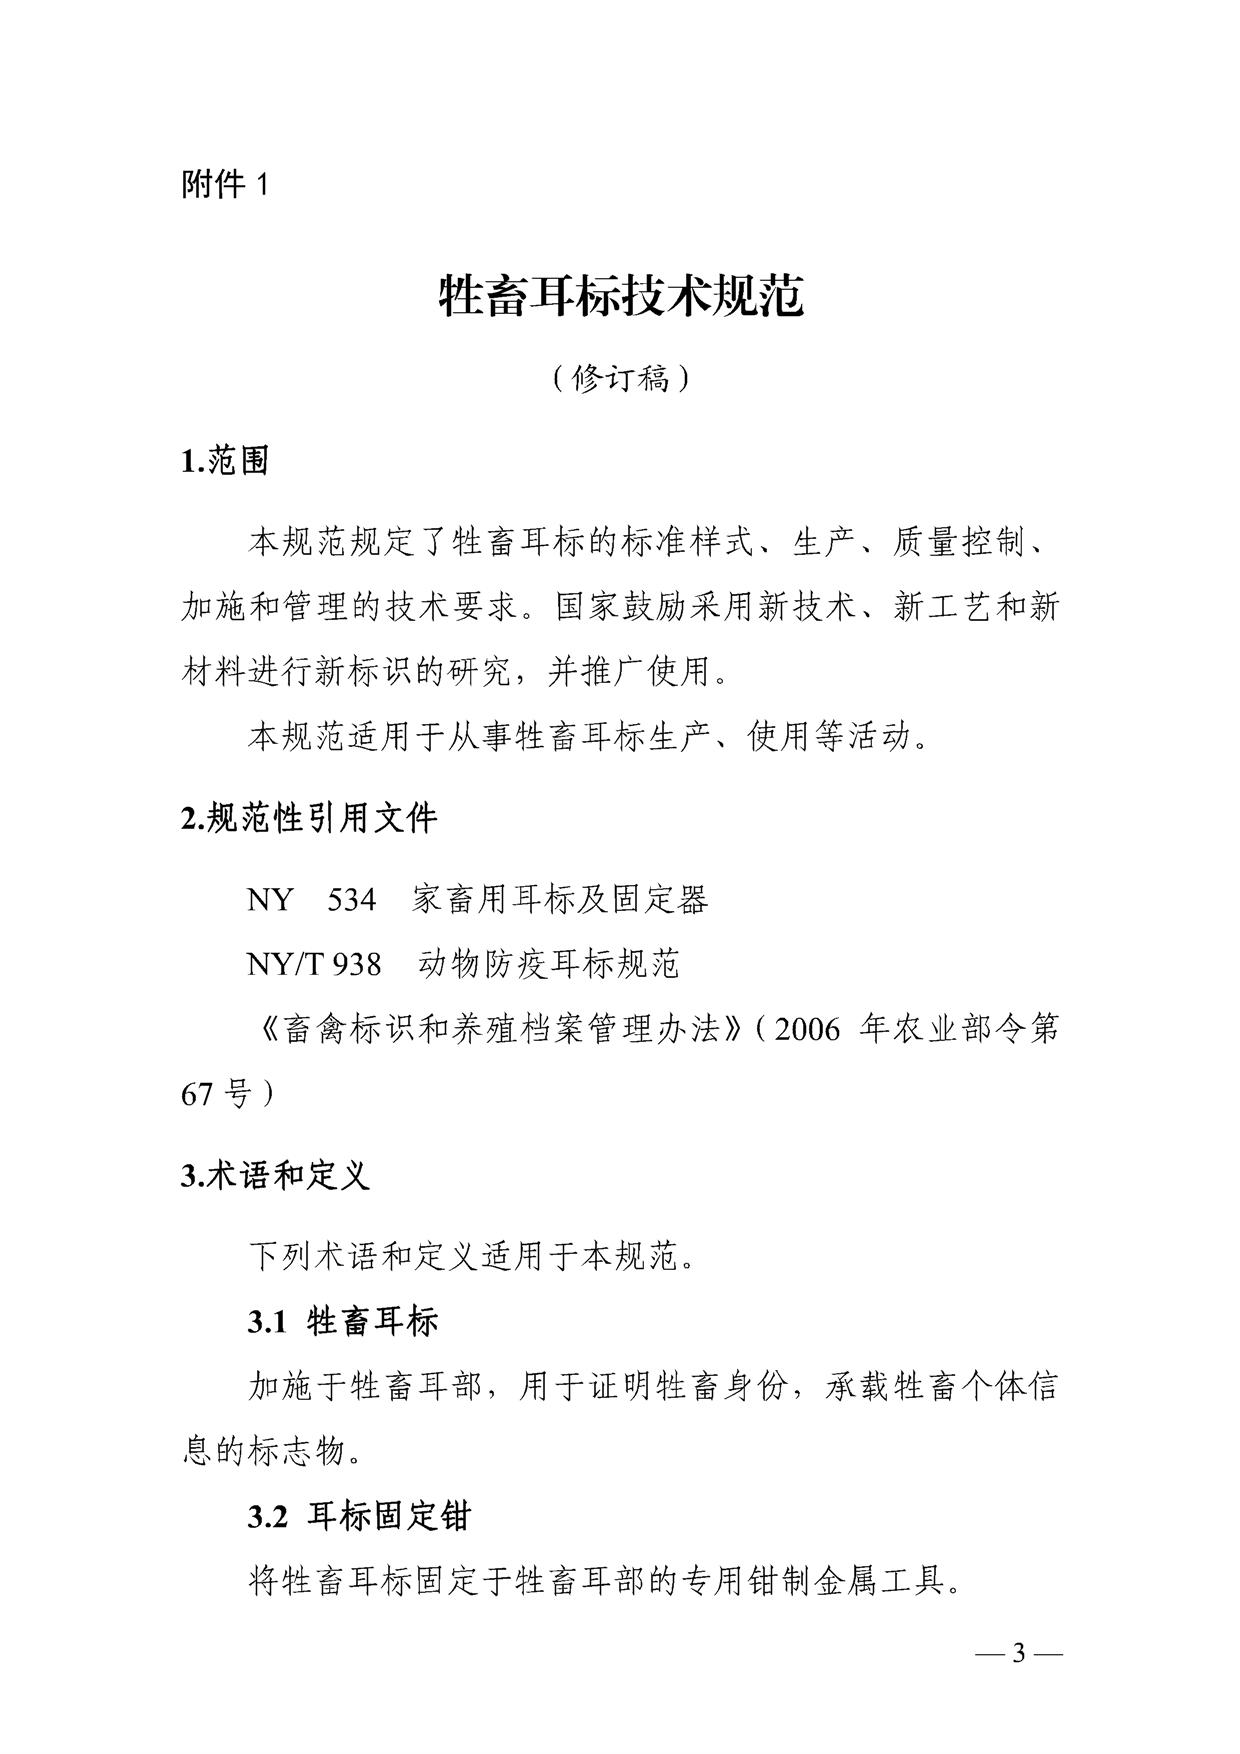 附件 1
牲畜耳标技术规范
（修订稿）
1.范围
本规范规定了牲畜耳标的标准样式、生产、质量控制、
加施和管理的技术要求。国家鼓励采用新技术、新工艺和新
材料进行新标识的研究，并推广使用。
本规范适用于从事牲畜耳标生产、使用等活动。
2.规范性引用文件
NY 534 家畜用耳标及固定器
NY/T 938 动物防疫耳标规范
《畜禽标识和养殖档案管理办法》（2006 年农业部令第
67 号）
3.术语和定义
下列术语和定义适用于本规范。
3.1 牲畜耳标
加施于牲畜耳部，用于证明牲畜身份，承载牲畜个体信
息的标志物。
3.2 耳标固定钳
将牲畜耳标固定于牲畜耳部的专用钳制金属工具。
— 3 —